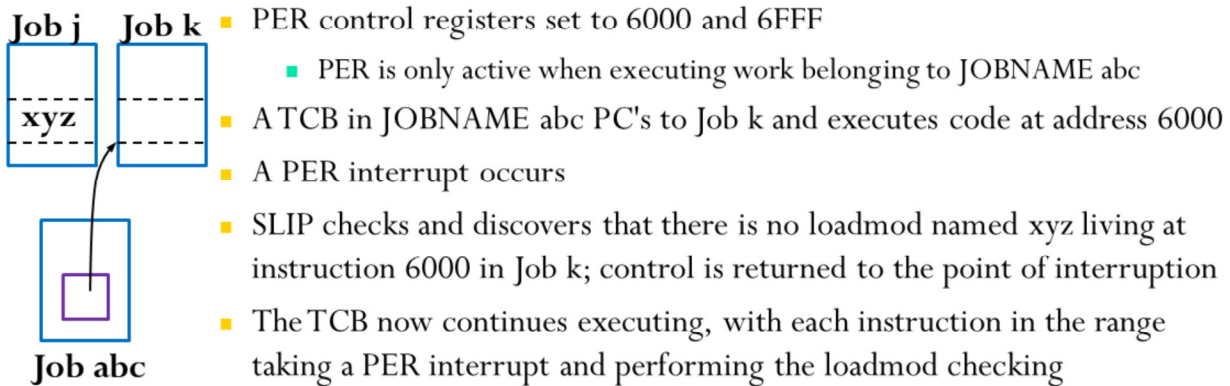 Job j
Job k
xyz
Job abc
PER control registers set to 6000 and 6FFF
PER is only active when executing work belonging to JOBNAME abc
A TCB in JOBNAME abc PC's to Job k and executes code at address 6000
A PER interrupt occurs
SLIP checks and discovers that there is no loadmod named xyz living at
instruction 6000 in Job k; control is returned to the point of interruption
The TCB now continues executing, with each instruction in the range
taking a PER interrupt and performing the loadmod checking